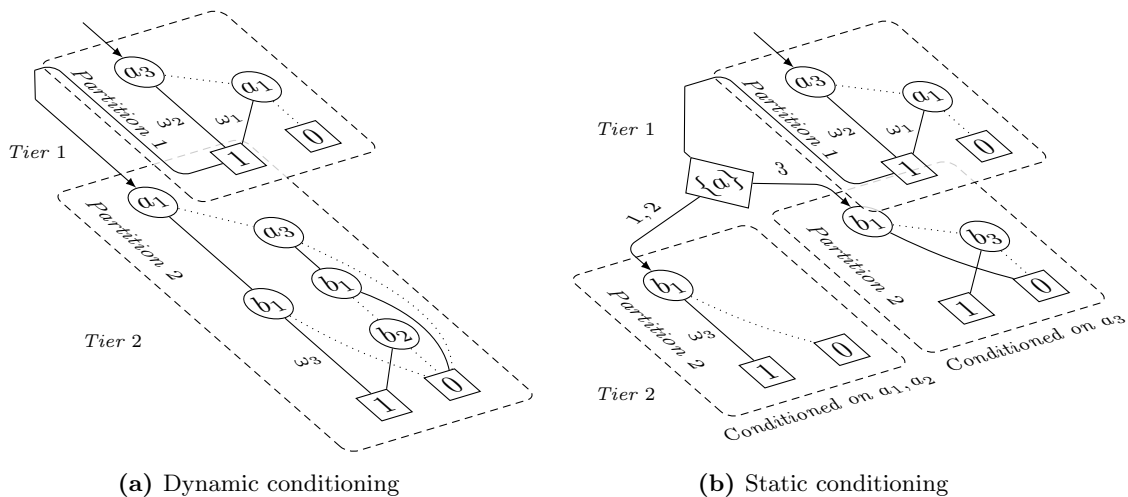 a₃
a₁
Partition 1
ω₂
ω₁
0
1
Tier 1
a₁
a₃
Partition 2
b₁
b₁
b₂
Tier 2
ω₃
0
1
(a) Dynamic conditioning
a₃
a₁
Partition 1
ω₂
ω₁
0
1
Tier 1
{a}
3
1,2
b₁
b₃
Partition 2
0
1
Conditioned on a₃
b₁
Partition 2
ω₃
0
1
Tier 2
Conditioned on a₁,a₂
(b) Static conditioning